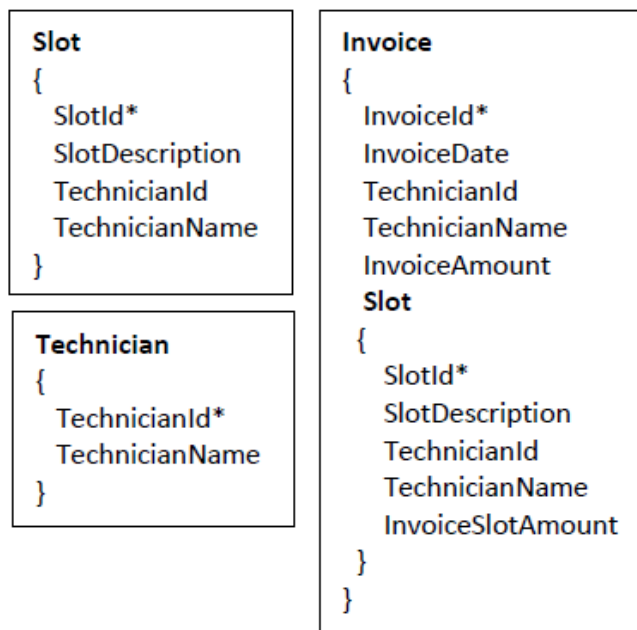 Slot
{
SlotId*
SlotDescription
TechnicianId
TechnicianName
}
Technician
{
TechnicianId*
TechnicianName
}
Invoice
{
InvoiceId*
InvoiceDate
TechnicianId
TechnicianName
InvoiceAmount
Slot
{
SlotId*
SlotDescription
TechnicianId
TechnicianName
InvoiceSlotAmount
}
}